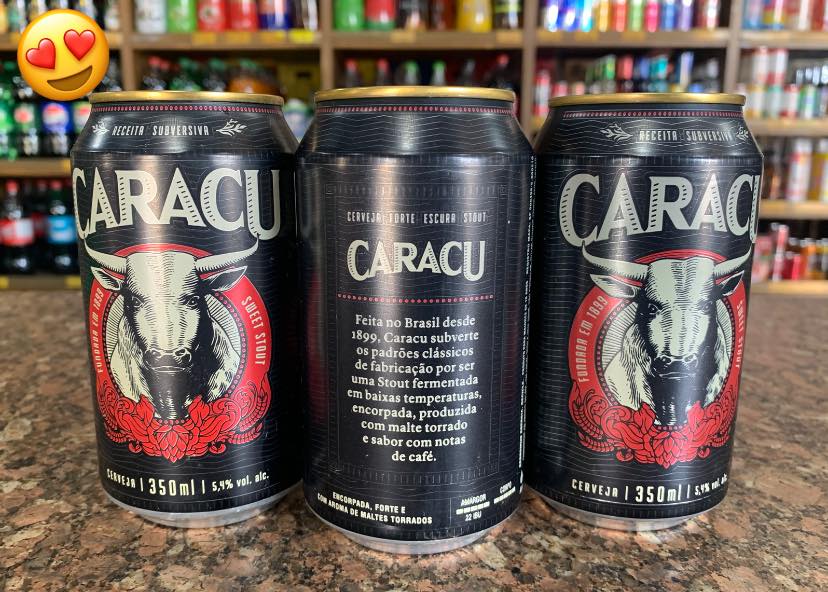 RECEITA SUBVERSIVA
CARACU
FUNDADA EM 1899
SWEET STOUT
CERVEJA | 350ml | 5,4% vol. alc.
CERVEJA FORTE ESCURA STOUT
CARACU
Feita no Brasil desde
1899, Caracu subverte
os padrões clássicos
de fabricação por ser
uma Stout fermentada
em baixas temperaturas,
encorpada, produzida
com malte torrado
e sabor com notas
de café.
ENCORPADA, FORTE E
COM AROMA DE MALTES TORRADOS
AMARGOR
22 IBU
CORPO
RECEITA SUBVERSIVA
CARACU
FUNDADA EM 1899
SWEET STOUT
CERVEJA | 350ml | 5,4% vol. alc.